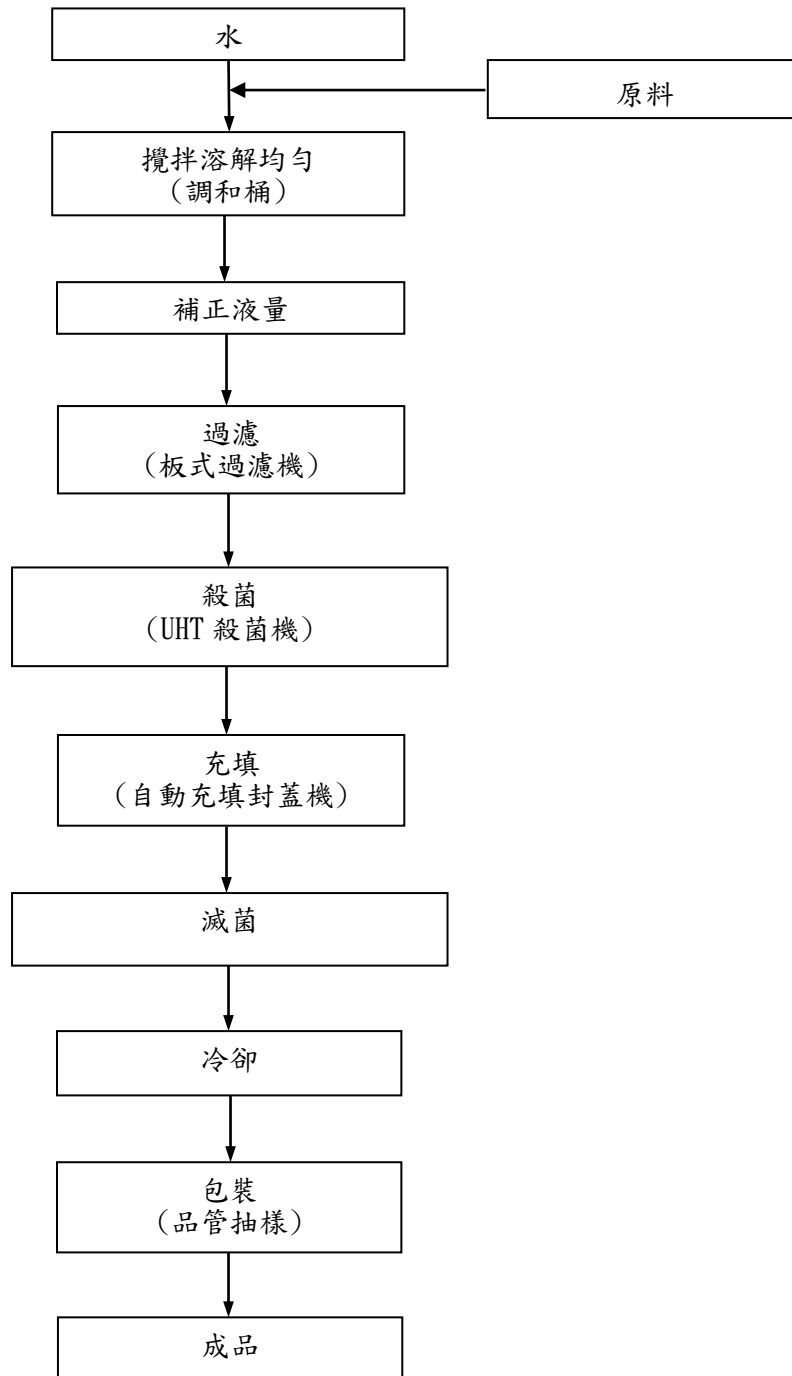 水
原料
攪拌溶解均勻
（調和桶）
補正液量
過濾
（板式過濾機）
殺菌
（UHT 殺菌機）
充填
（自動充填封蓋機）
滅菌
冷卻
包裝
（品管抽樣）
成品